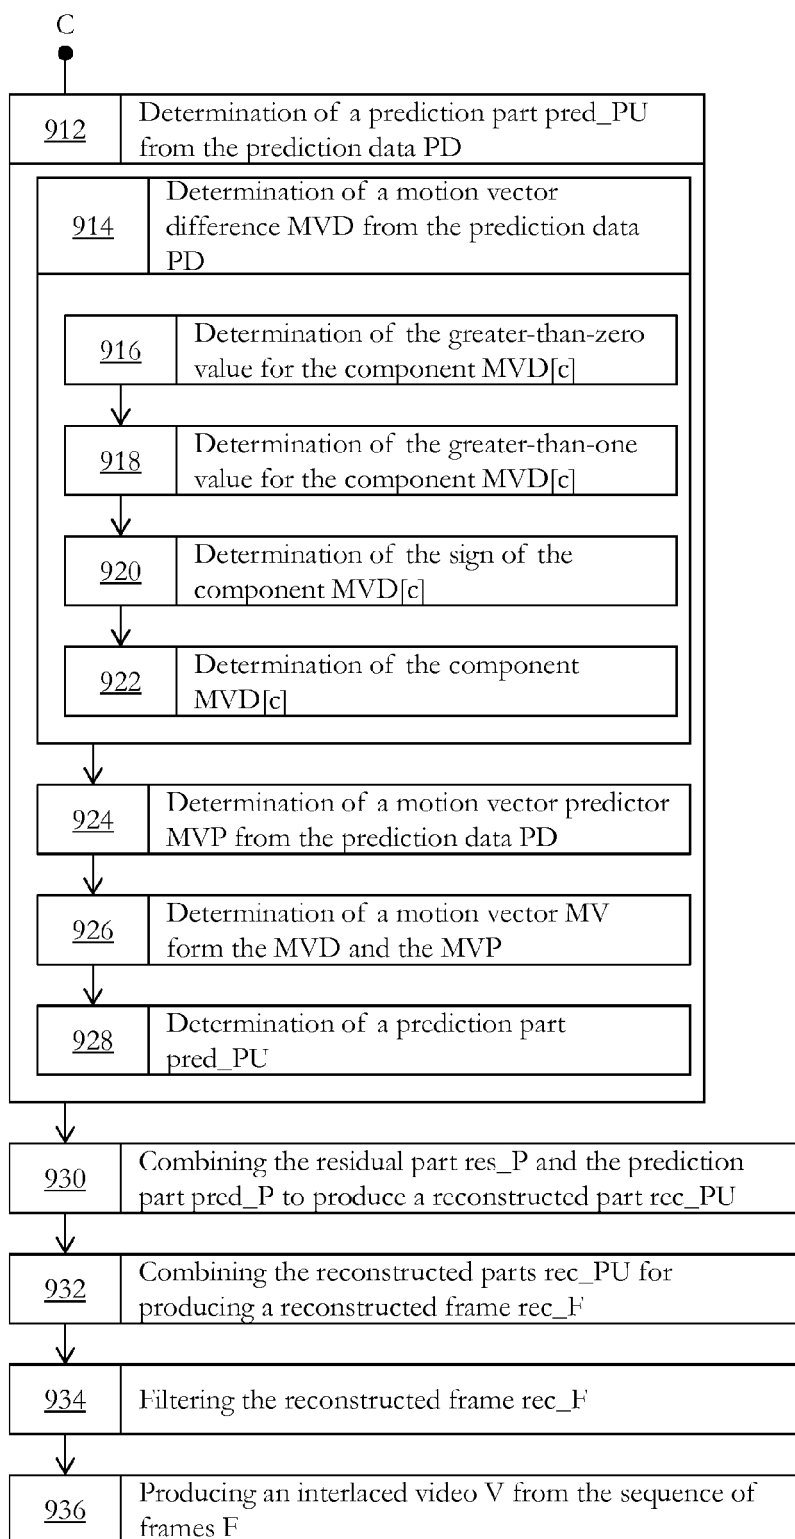 C
912
Determination of a prediction part pred_PU
from the prediction data PD
914
Determination of a motion vector
difference MVD from the prediction data
PD
916
Determination of the greater-than-zero
value for the component MVD[c]
918
Determination of the greater-than-one
value for the component MVD[c]
920
Determination of the sign of the
component MVD[c]
922
Determination of the component
MVD[c]
924
Determination of a motion vector predictor
MVP from the prediction data PD
926
Determination of a motion vector MV
form the MVD and the MVP
928
Determination of a prediction part
pred_PU
930
Combining the residual part res_P and the prediction
part pred_P to produce a reconstructed part rec_PU
932
Combining the reconstructed parts rec_PU for
producing a reconstructed frame rec_F
934
Filtering the reconstructed frame rec_F
936
Producing an interlaced video V from the sequence of
frames F